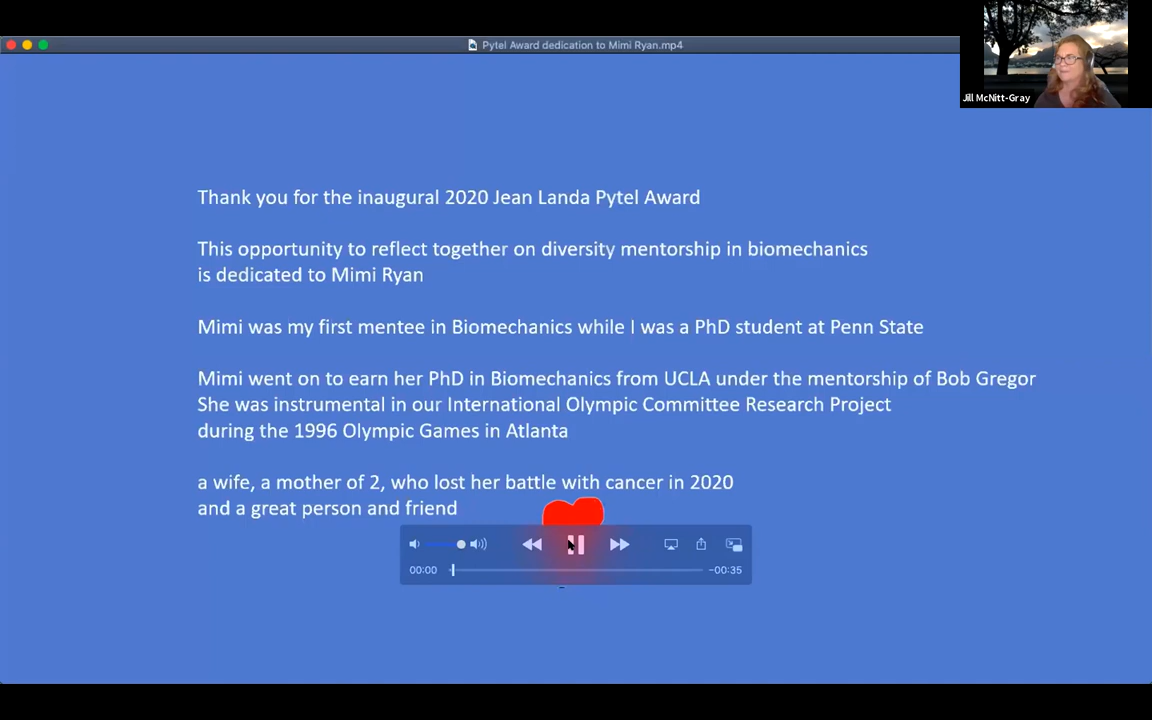 Pytel Award dedication to Mimi Ryan.mp4
Jill McNitt-Gray
Thank you for the inaugural 2020 Jean Landa Pytel Award
This opportunity to reflect together on diversity mentorship in biomechanics
is dedicated to Mimi Ryan
Mimi was my first mentee in Biomechanics while I was a PhD student at Penn State
Mimi went on to earn her PhD in Biomechanics from UCLA under the mentorship of Bob Gregor
She was instrumental in our International Olympic Committee Research Project
during the 1996 Olympic Games in Atlanta
a wife, a mother of 2, who lost her battle with cancer in 2020
and a great person and friend
00:00
-00:35